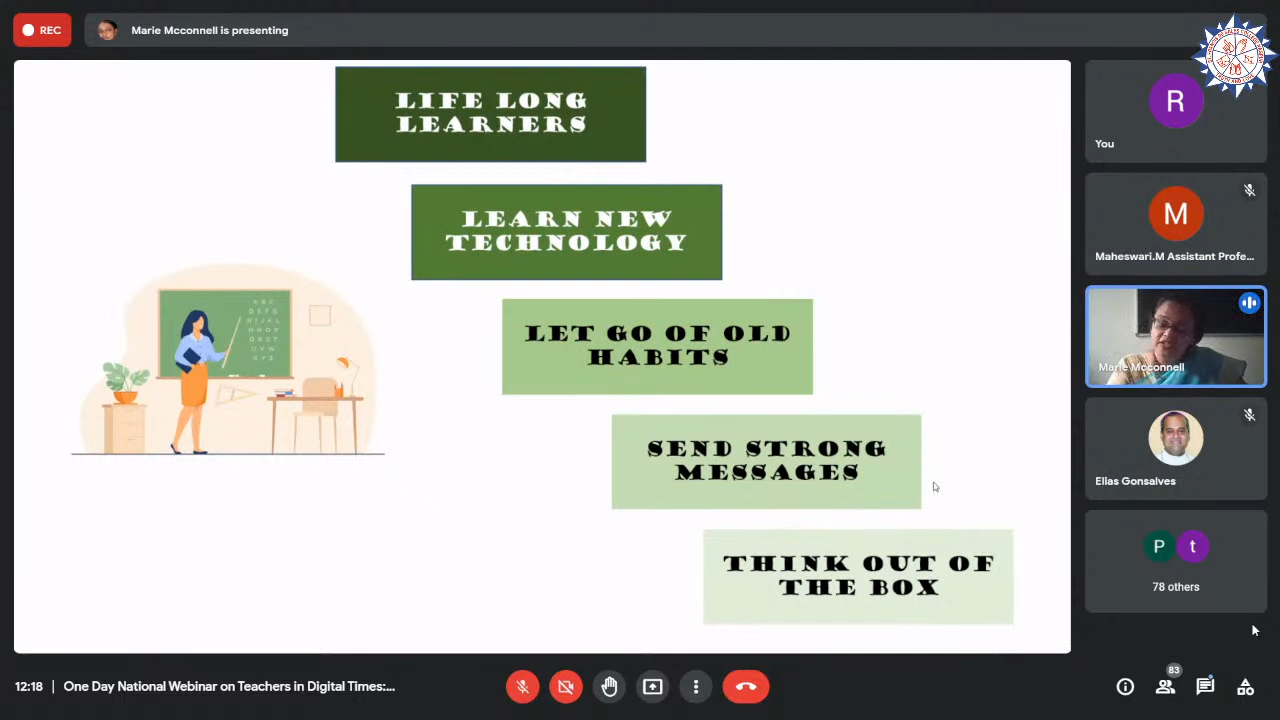 REC
Marie Mcconnell is presenting
LIFE LONG
LEARNERS
LEARN NEW
TECHNOLOGY
LET GO OF OLD
HABITS
SEND STRONG
MESSAGES
THINK OUT OF
THE BOX
A B C
D E F G
H I J K L
M N O P
Q R S T
U V W
X Y Z
R
You
M
Maheswari.M Assistant Profe...
Marie Mcconnell
Elias Gonsalves
P t
78 others
12:18 | One Day National Webinar on Teachers in Digital Times:...
83